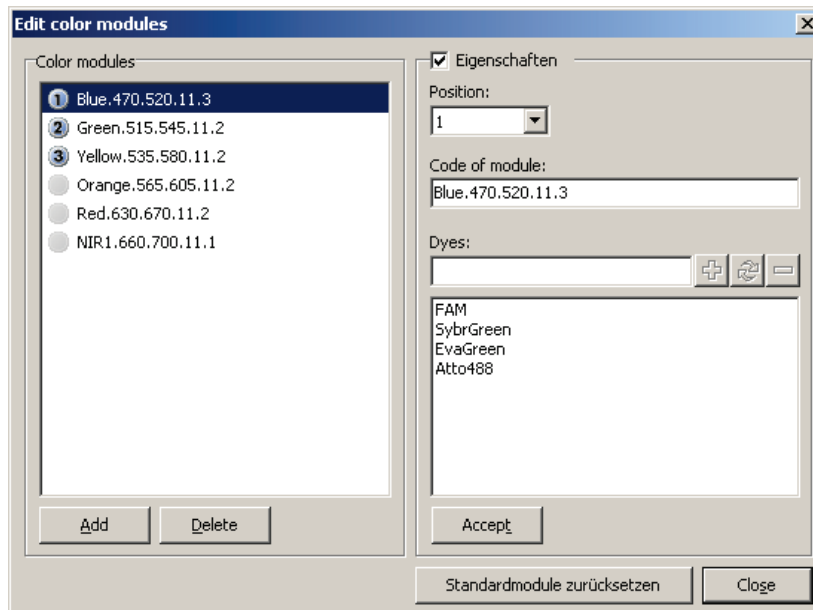 Edit color modules
Color modules
1 Blue.470.520.11.3
2 Green.515.545.11.2
3 Yellow.535.580.11.2
Orange.565.605.11.2
Red.630.670.11.2
NIR1.660.700.11.1
Add
Delete
Eigenschaften
Position:
1
Code of module:
Blue.470.520.11.3
Dyes:
FAM
SybrGreen
EvaGreen
Atto488
Accept
Standardmodule zurücksetzen
Close